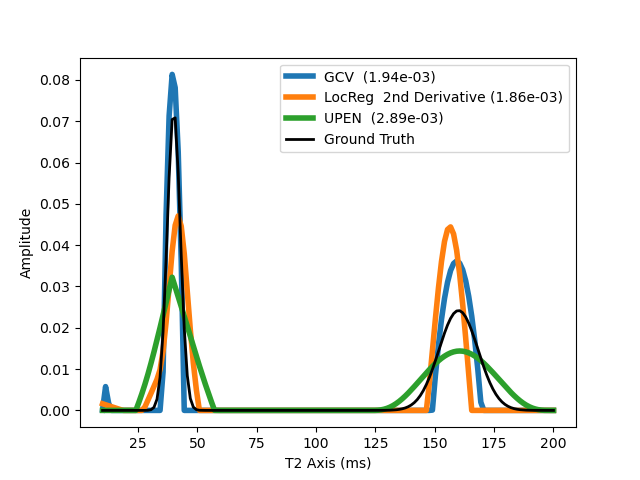 GCV (1.94e-03)
LocReg 2nd Derivative (1.86e-03)
UPEN (2.89e-03)
Ground Truth
Amplitude
0.08
0.07
0.06
0.05
0.04
0.03
0.02
0.01
0.00
25 50 75 100 125 150 175 200
T2 Axis (ms)